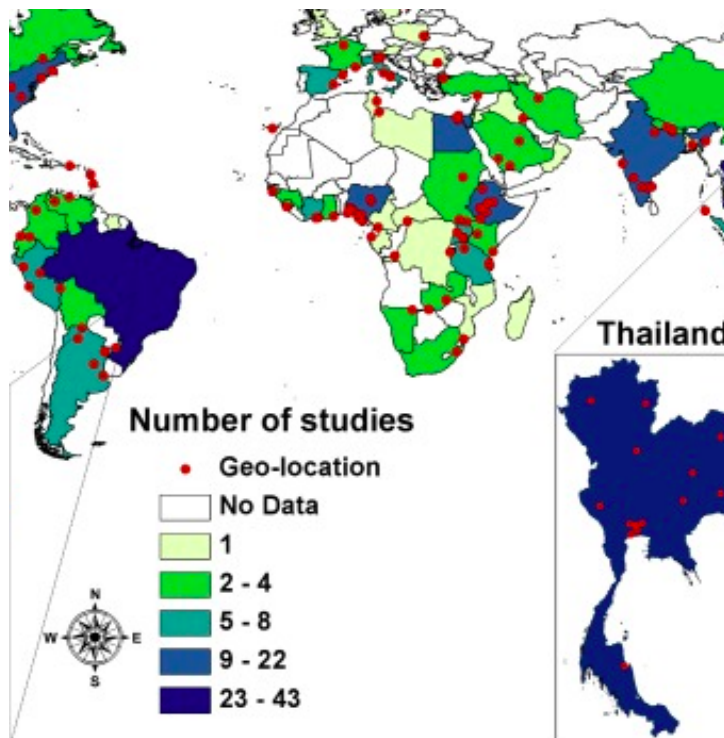 Thailand
Number of studies
Geo-location
No Data
1
2 - 4
5 - 8
9 - 22
23 - 43
N
W E
S